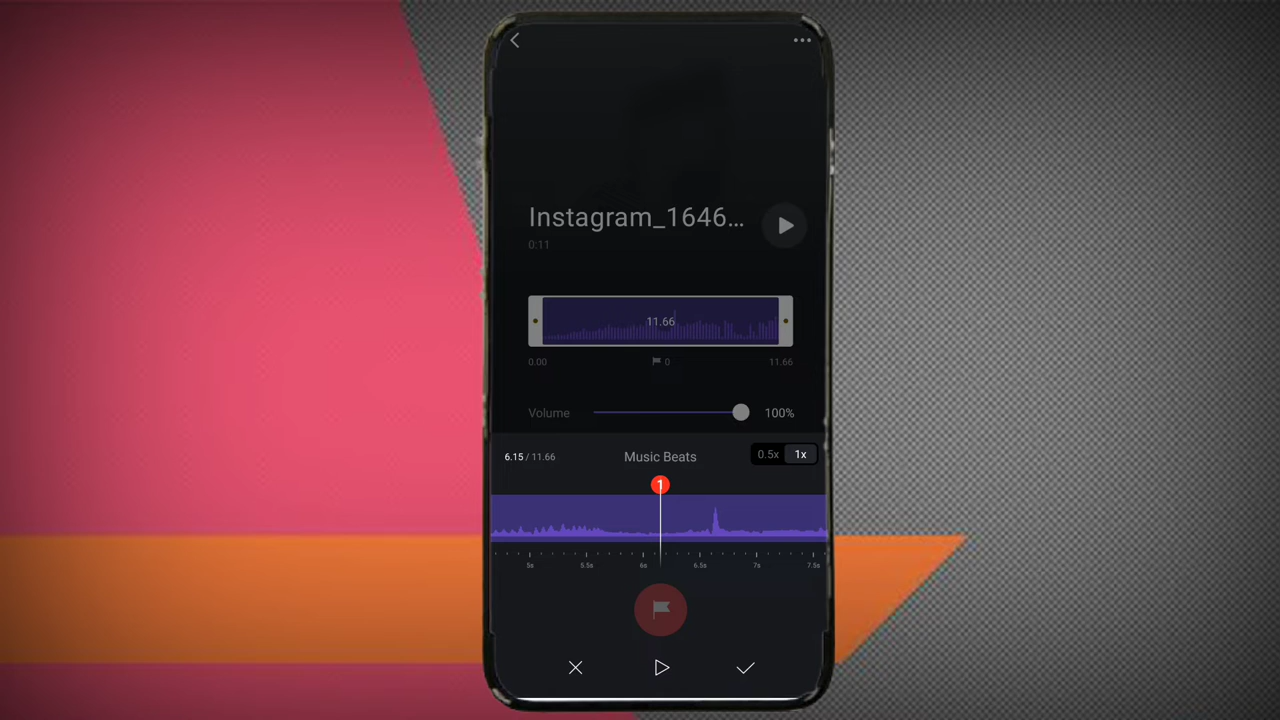 Instagram_1646...
0:11
11.66
0.00 0 11.66
Volume 100%
6.15 / 11.66 Music Beats 0.5x 1x
1
5s 5.5s 6s 6.5s 7s 7.5s